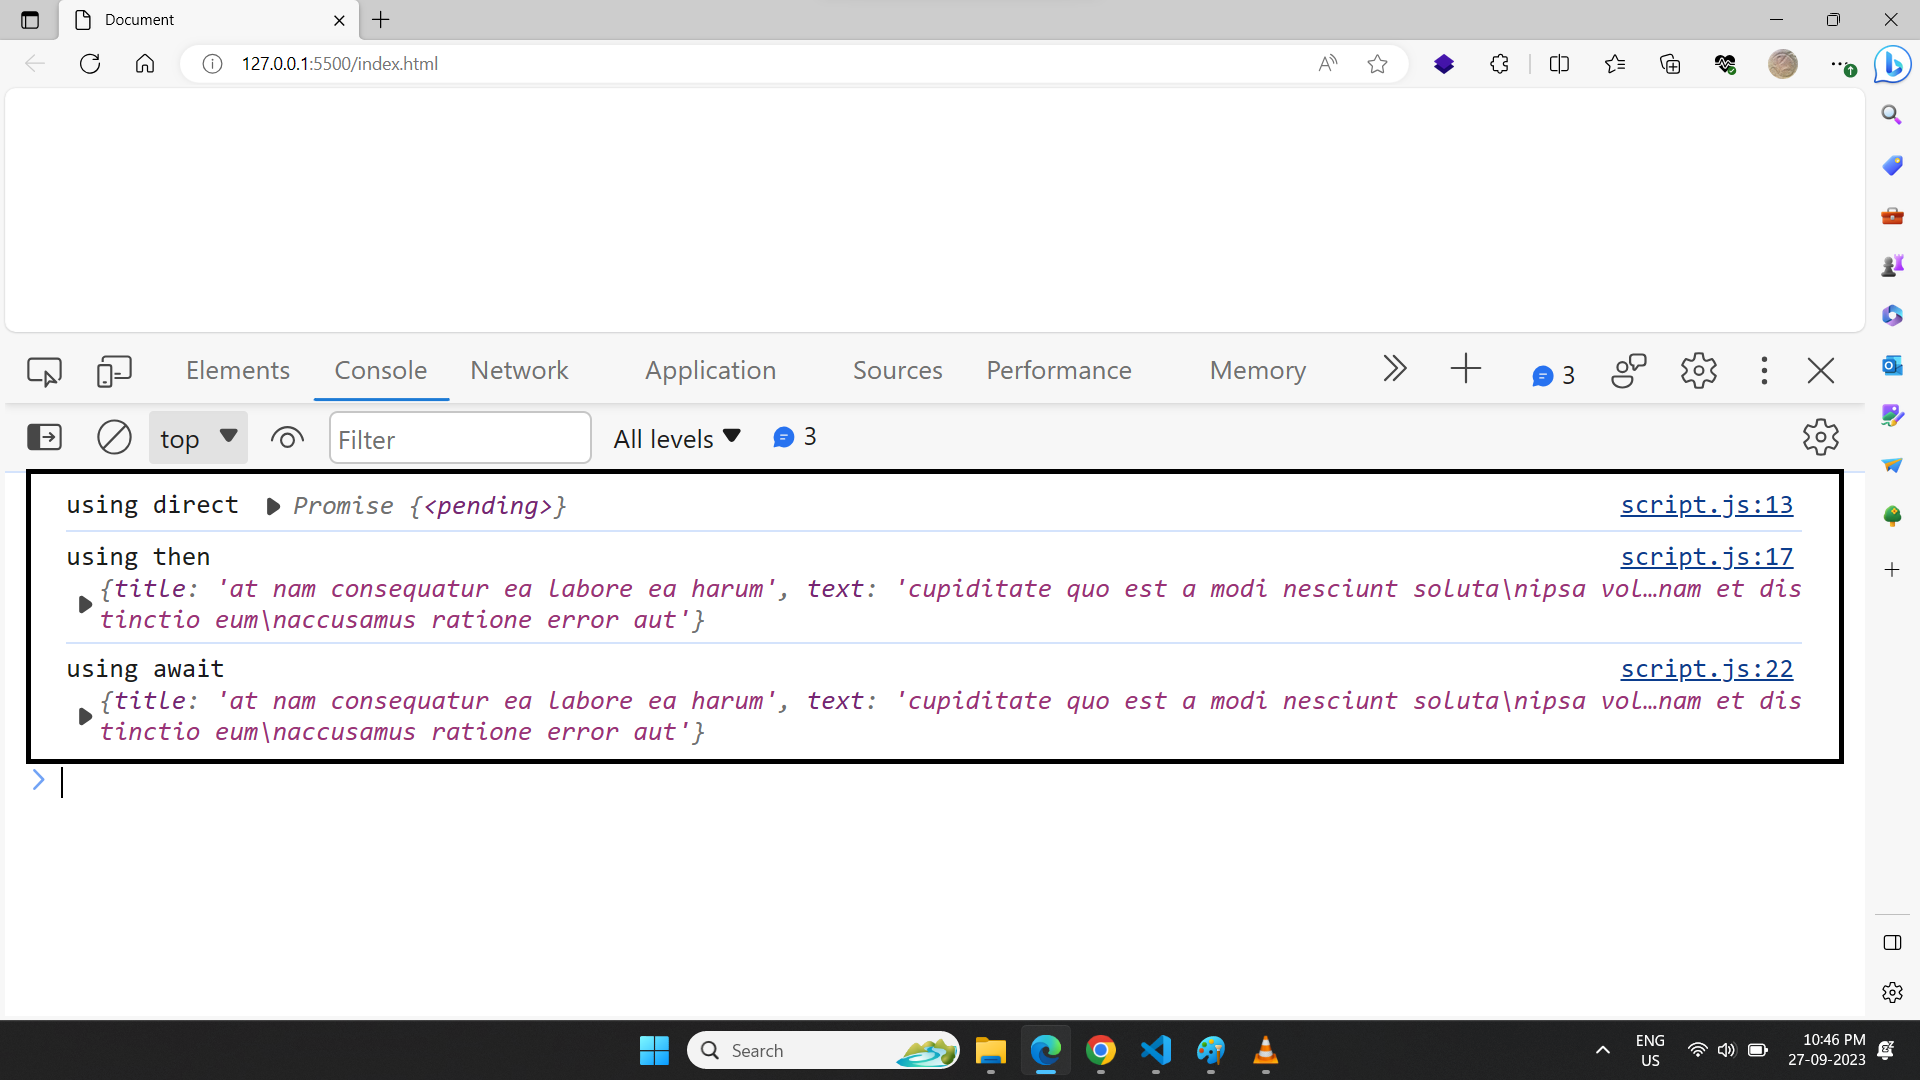 Document
127.0.0.1:5500/index.html
Elements Console Network Application Sources Performance Memory 3
top Filter All levels 3
using direct Promise {<pending>} script.js:13
using then script.js:17
{title: 'at nam consequatur ea labore ea harum', text: 'cupiditate quo est a modi nesciunt soluta\nipsa vol…nam et dis
tinctio eum\naccusamus ratione error aut'}
using await script.js:22
{title: 'at nam consequatur ea labore ea harum', text: 'cupiditate quo est a modi nesciunt soluta\nipsa vol…nam et dis
tinctio eum\naccusamus ratione error aut'}
Search
ENG
US
10:46 PM
27-09-2023